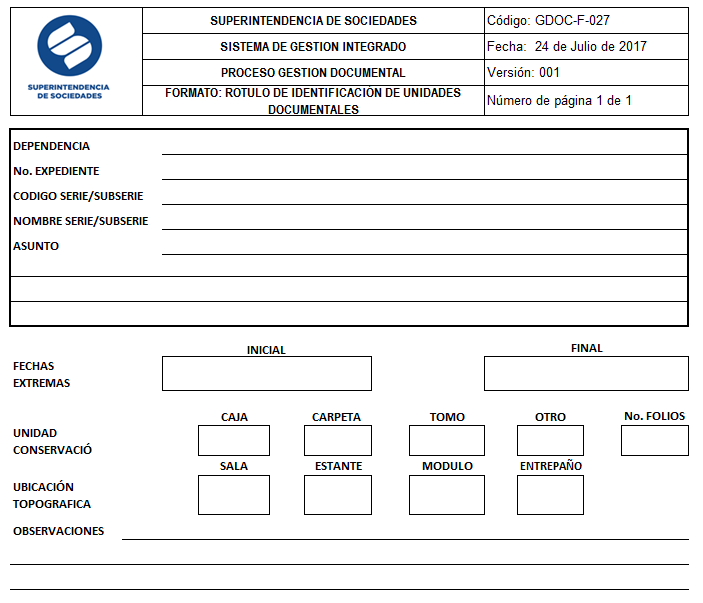 SUPERINTENDENCIA
DE SOCIEDADES
SUPERINTENDENCIA DE SOCIEDADES
Código: GDOC-F-027
SISTEMA DE GESTION INTEGRADO
Fecha: 24 de Julio de 2017
PROCESO GESTION DOCUMENTAL
Versión: 001
FORMATO: ROTULO DE IDENTIFICACIÓN DE UNIDADES
DOCUMENTALES
Número de página 1 de 1
DEPENDENCIA
No. EXPEDIENTE
CODIGO SERIE/SUBSERIE
NOMBRE SERIE/SUBSERIE
ASUNTO
INICIAL FINAL
FECHAS
EXTREMAS
CAJA CARPETA TOMO OTRO No. FOLIOS
UNIDAD
CONSERVACIÓ
SALA ESTANTE MODULO ENTREPAÑO
UBICACIÓN
TOPOGRAFICA
OBSERVACIONES